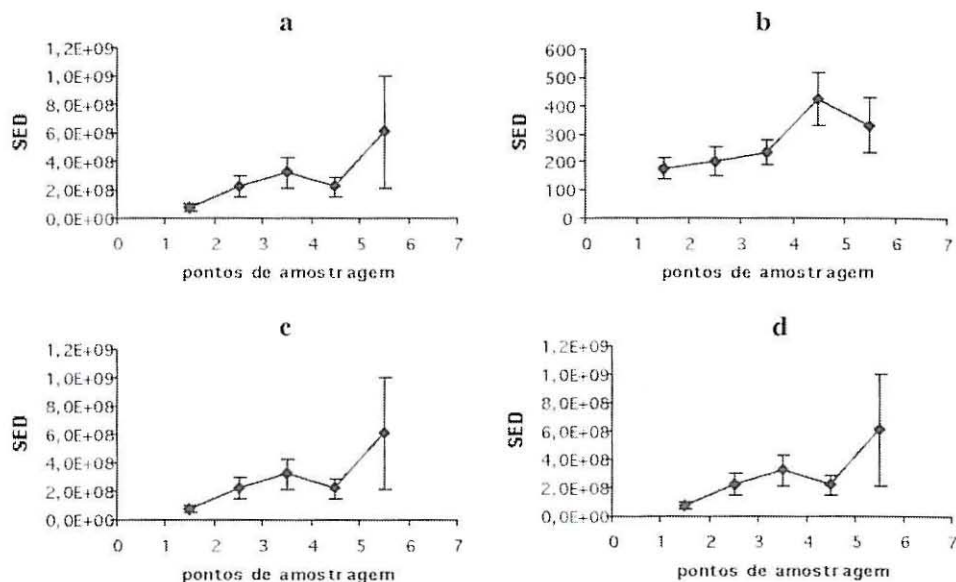 a
1,2E+09
1,0E+09
8,0E+08
6,0E+08
4,0E+08
2,0E+08
0,0E+00
SED
0 1 2 3 4 5 6 7
pontos de amostragem
b
600
500
400
300
200
100
0
SED
0 1 2 3 4 5 6 7
pontos de amostragem
c
1,2E+09
1,0E+09
8,0E+08
6,0E+08
4,0E+08
2,0E+08
0,0E+00
SED
0 1 2 3 4 5 6 7
pontos de amostragem
d
1,2E+09
1,0E+09
8,0E+08
6,0E+08
4,0E+08
2,0E+08
0,0E+00
SED
0 1 2 3 4 5 6 7
pontos de amostragem